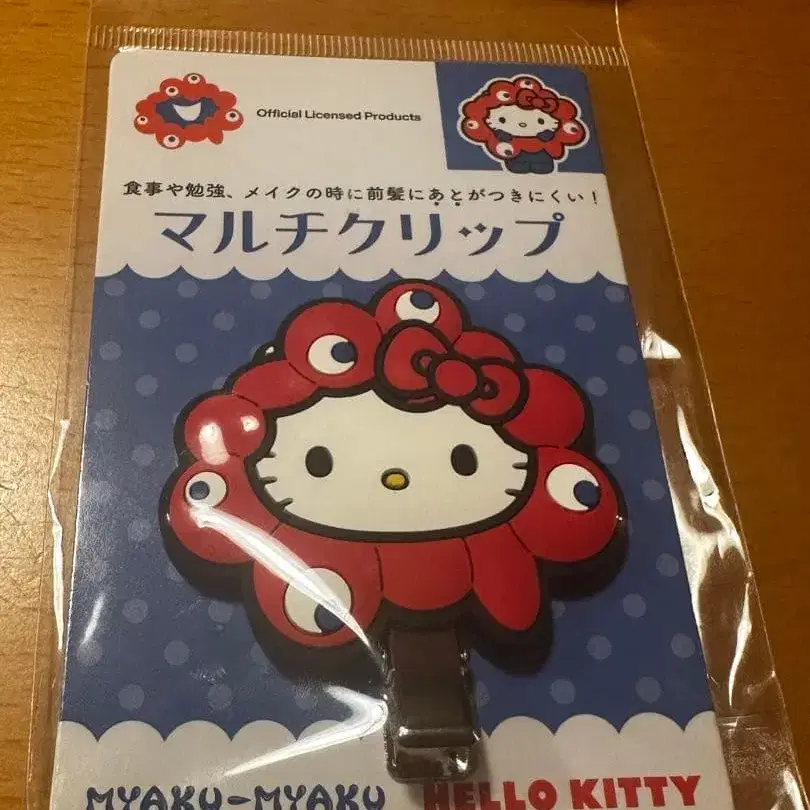 Official Licensed Products
食事や勉強、メイクの時に前髪にあとがつきにくい！
マルチクリップ
MYAKU-MYAKU HELLO KITTY